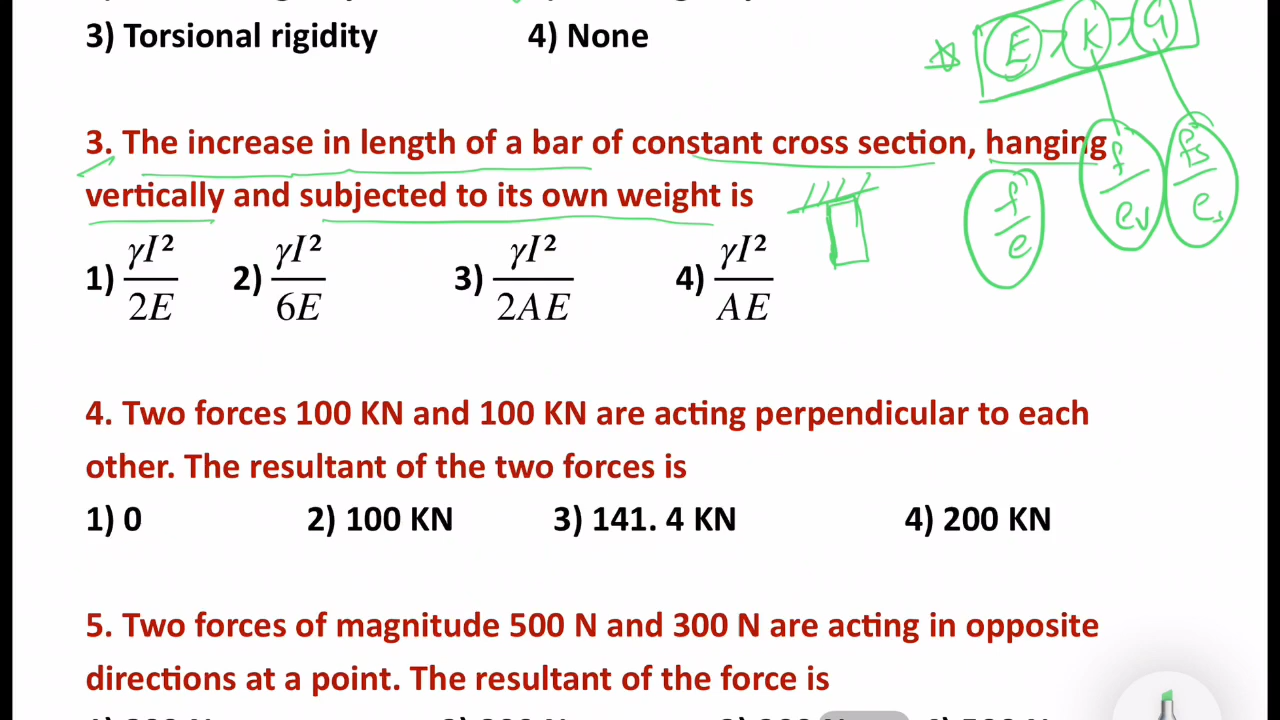 3) Torsional rigidity 4) None
E > K > G
3. The increase in length of a bar of constant cross section, hanging
vertically and subjected to its own weight is
f/e f/ev fs/es
1) γI²/2E 2) γI²/6E 3) γI²/2AE 4) γI²/AE
4. Two forces 100 KN and 100 KN are acting perpendicular to each
other. The resultant of the two forces is
1) 0 2) 100 KN 3) 141. 4 KN 4) 200 KN
5. Two forces of magnitude 500 N and 300 N are acting in opposite
directions at a point. The resultant of the force is